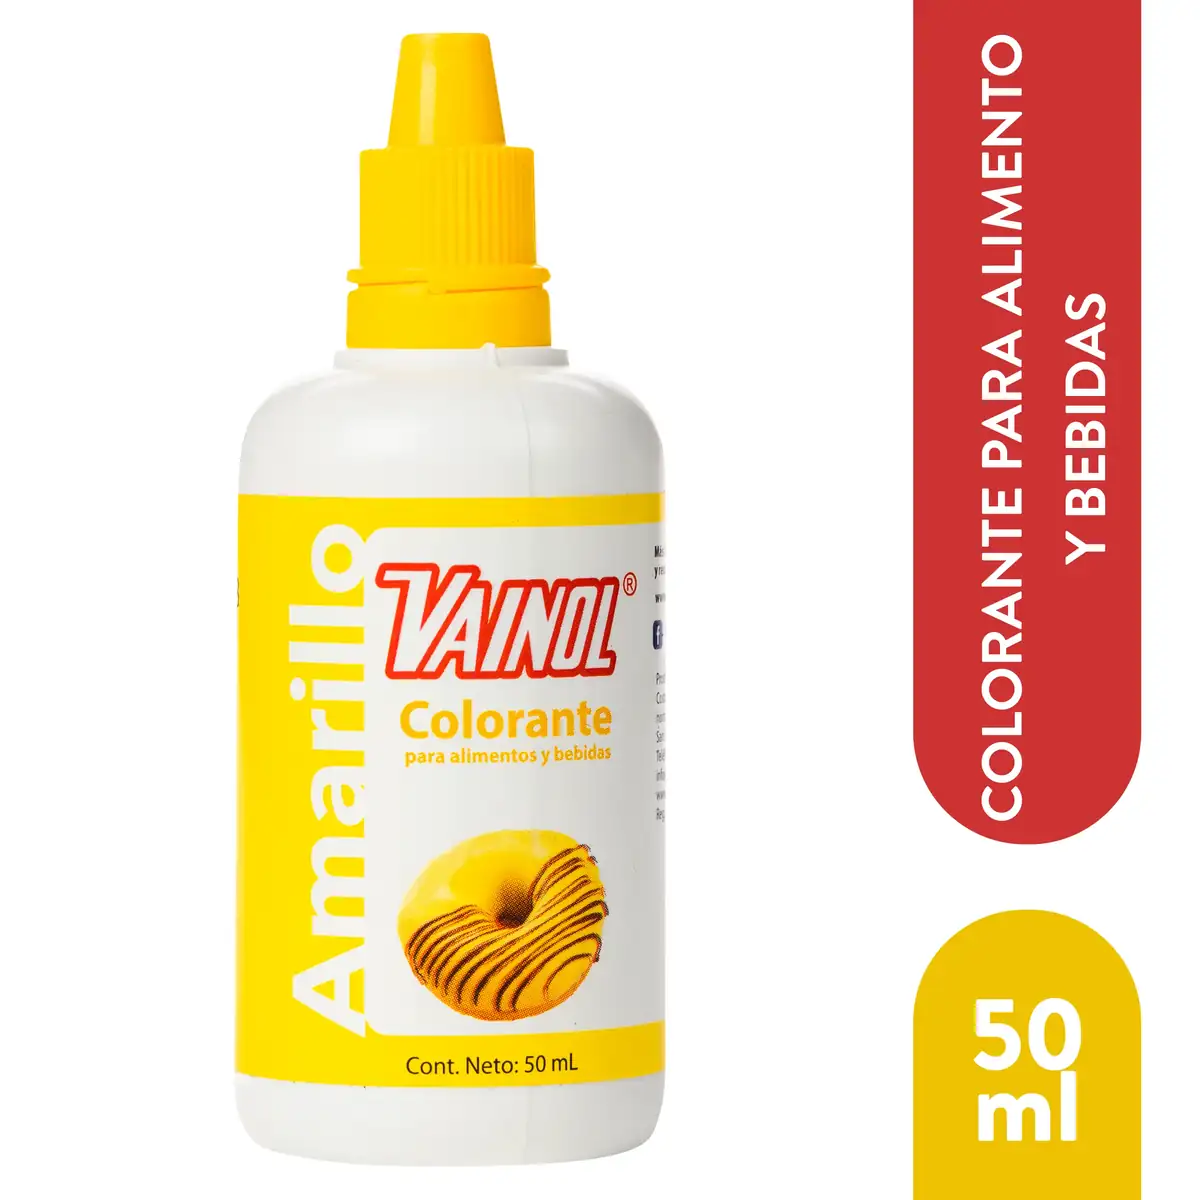 Amarillo
VAINOL®
Colorante
para alimentos y bebidas
Cont. Neto: 50 mL
COLORANTE PARA ALIMENTO
Y BEBIDAS
50
ml